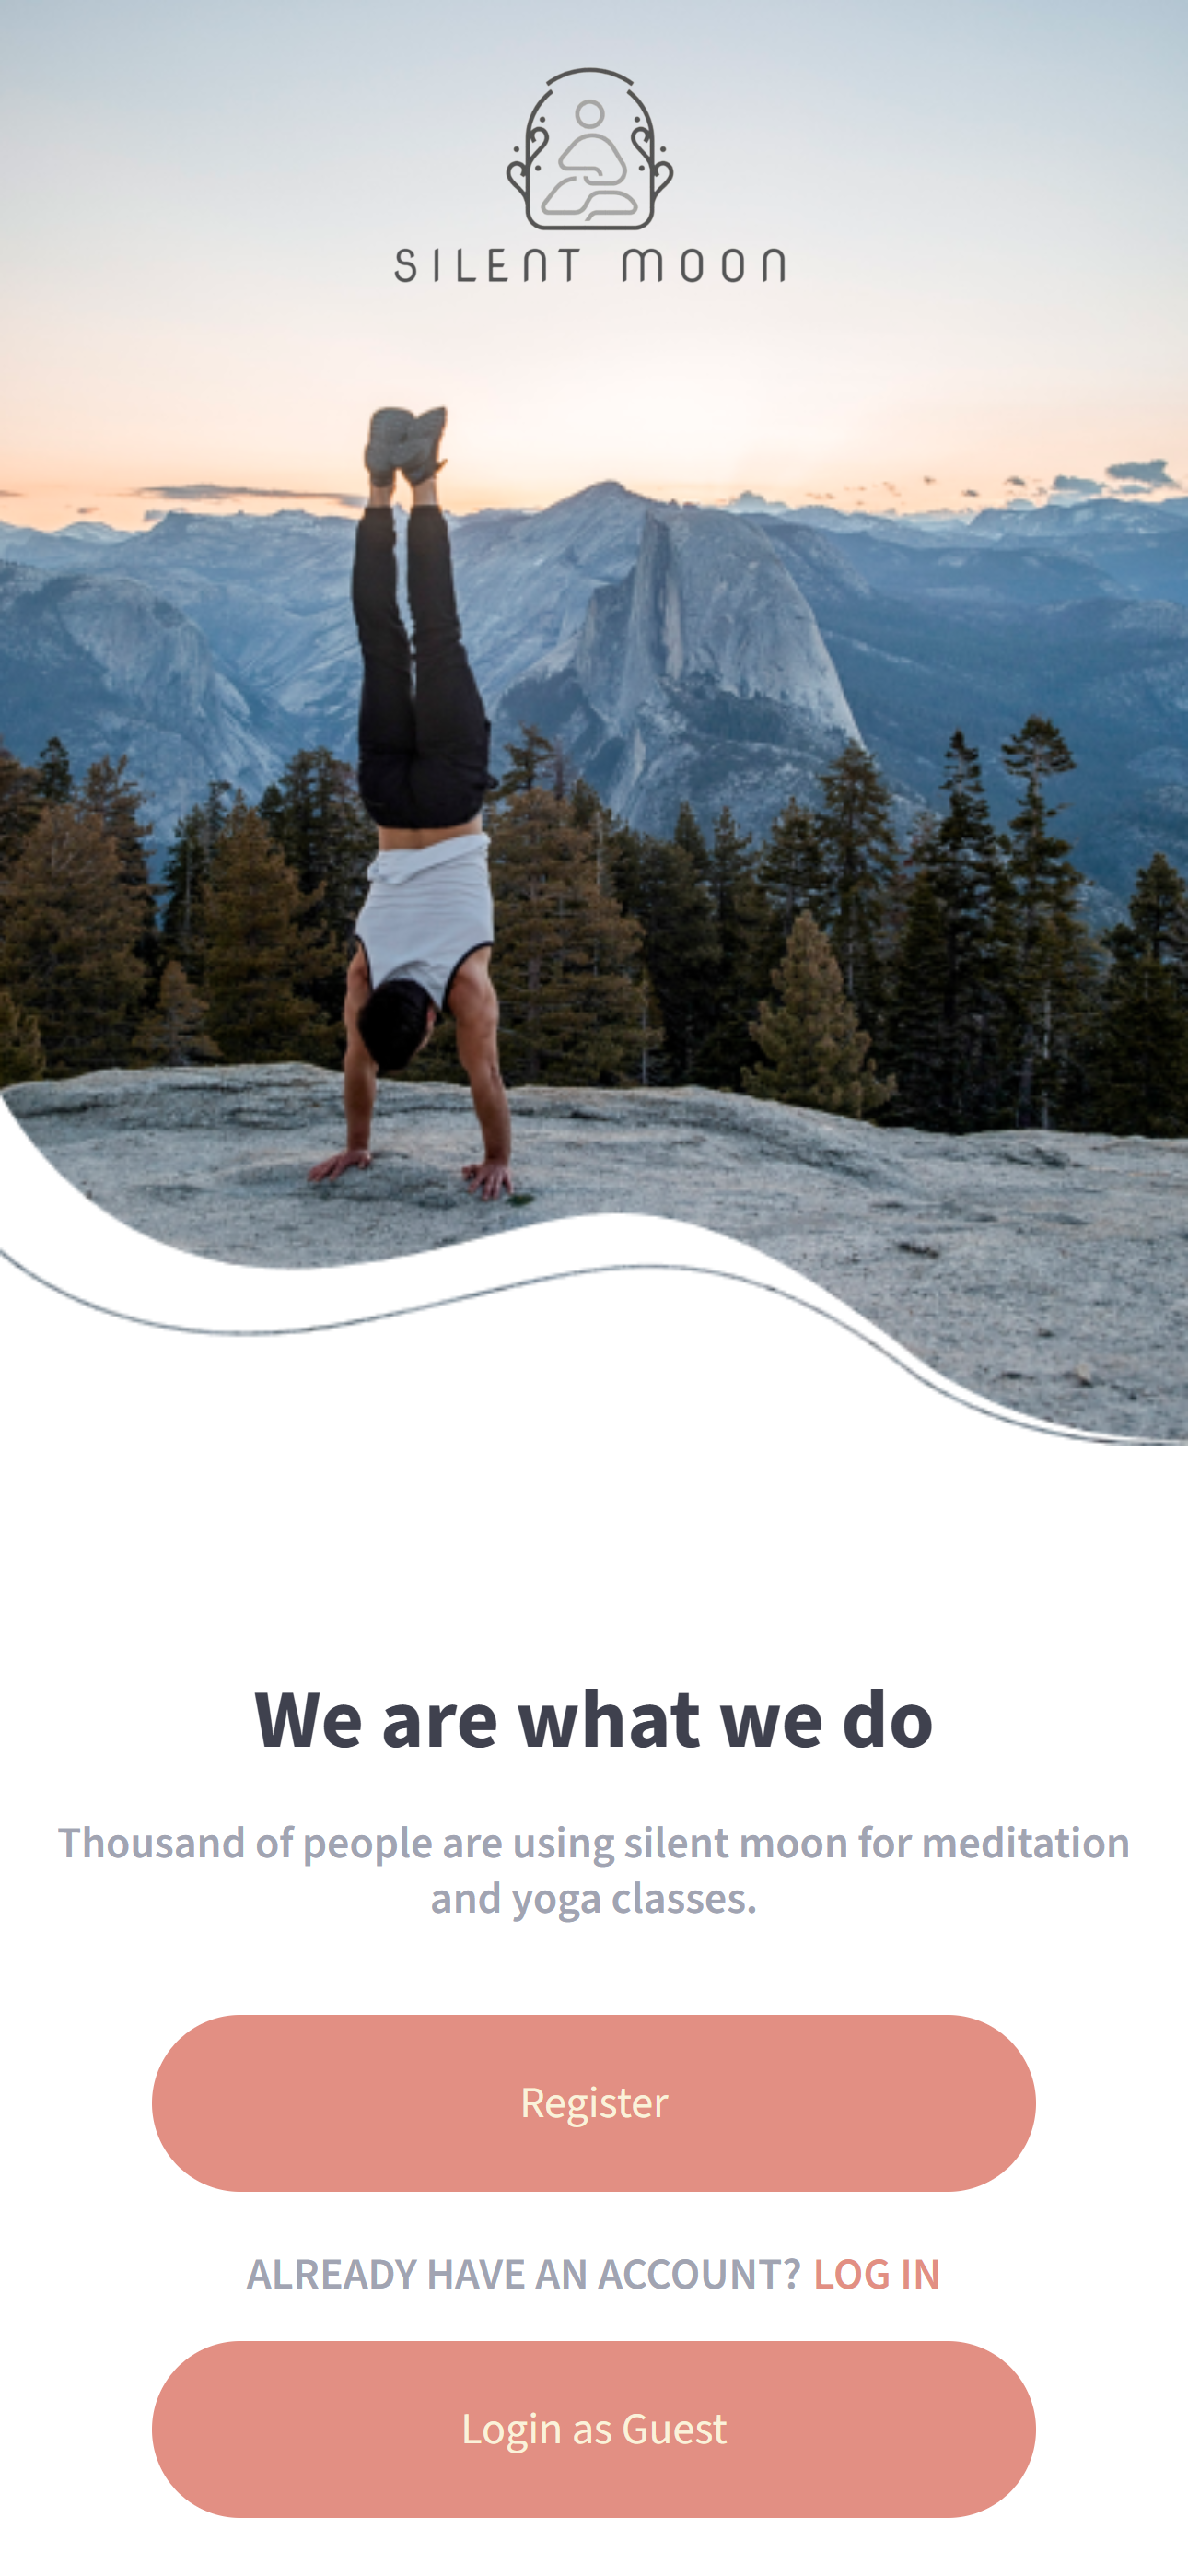 SILENT MOON
We are what we do
Thousand of people are using silent moon for meditation
and yoga classes.
Register
ALREADY HAVE AN ACCOUNT? LOG IN
Login as Guest